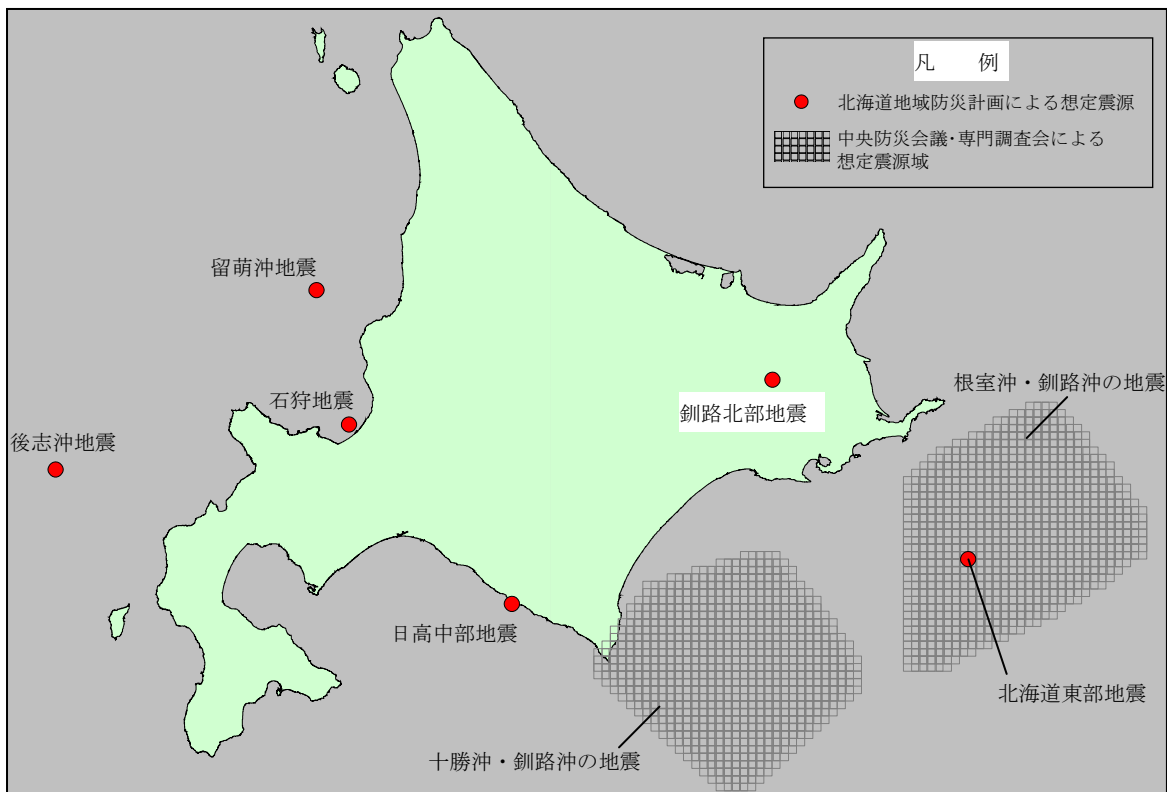 凡　例
北海道地域防災計画による想定震源
中央防災会議・専門調査会による
想定震源域
留萌沖地震
石狩地震
後志沖地震
釧路北部地震
根室沖・釧路沖の地震
日高中部地震
北海道東部地震
十勝沖・釧路沖の地震